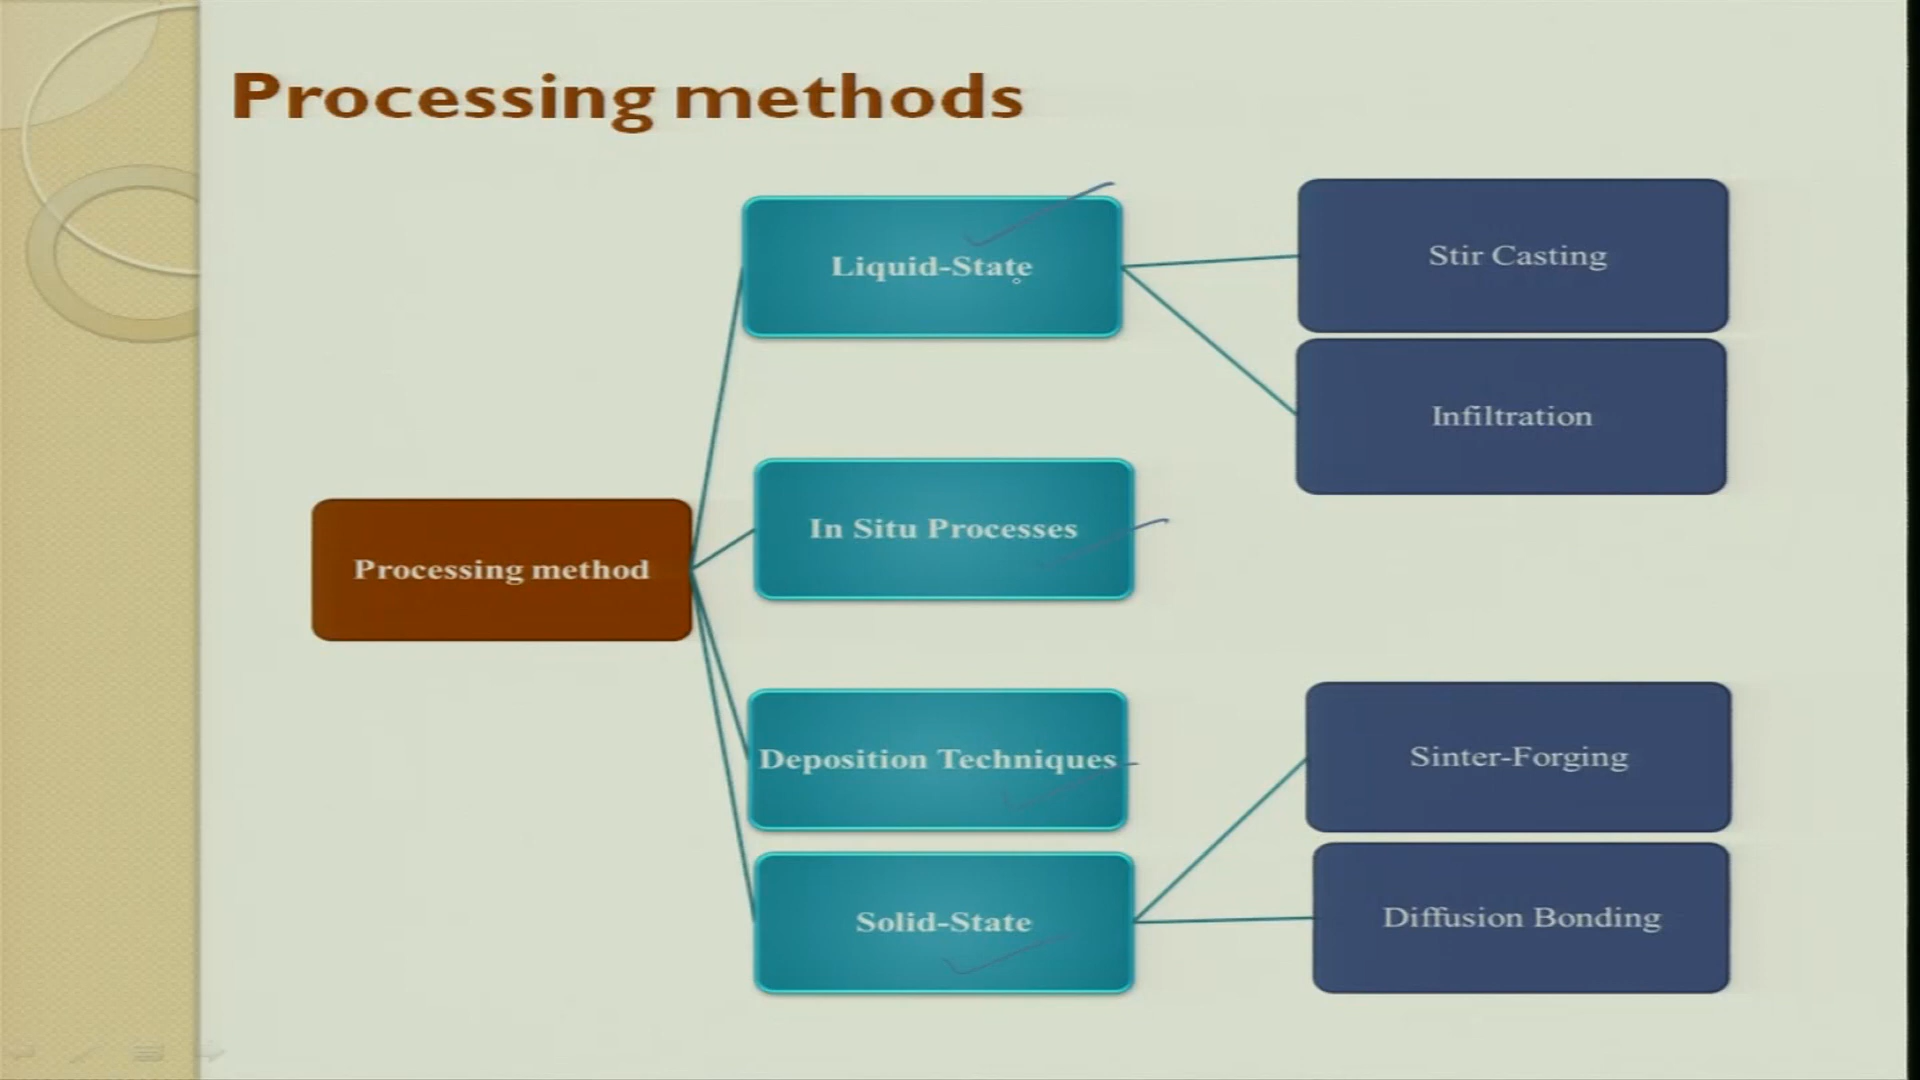 Processing methods
Processing method
Liquid-State
Stir Casting
Infiltration
In Situ Processes
Deposition Techniques
Solid-State
Sinter-Forging
Diffusion Bonding